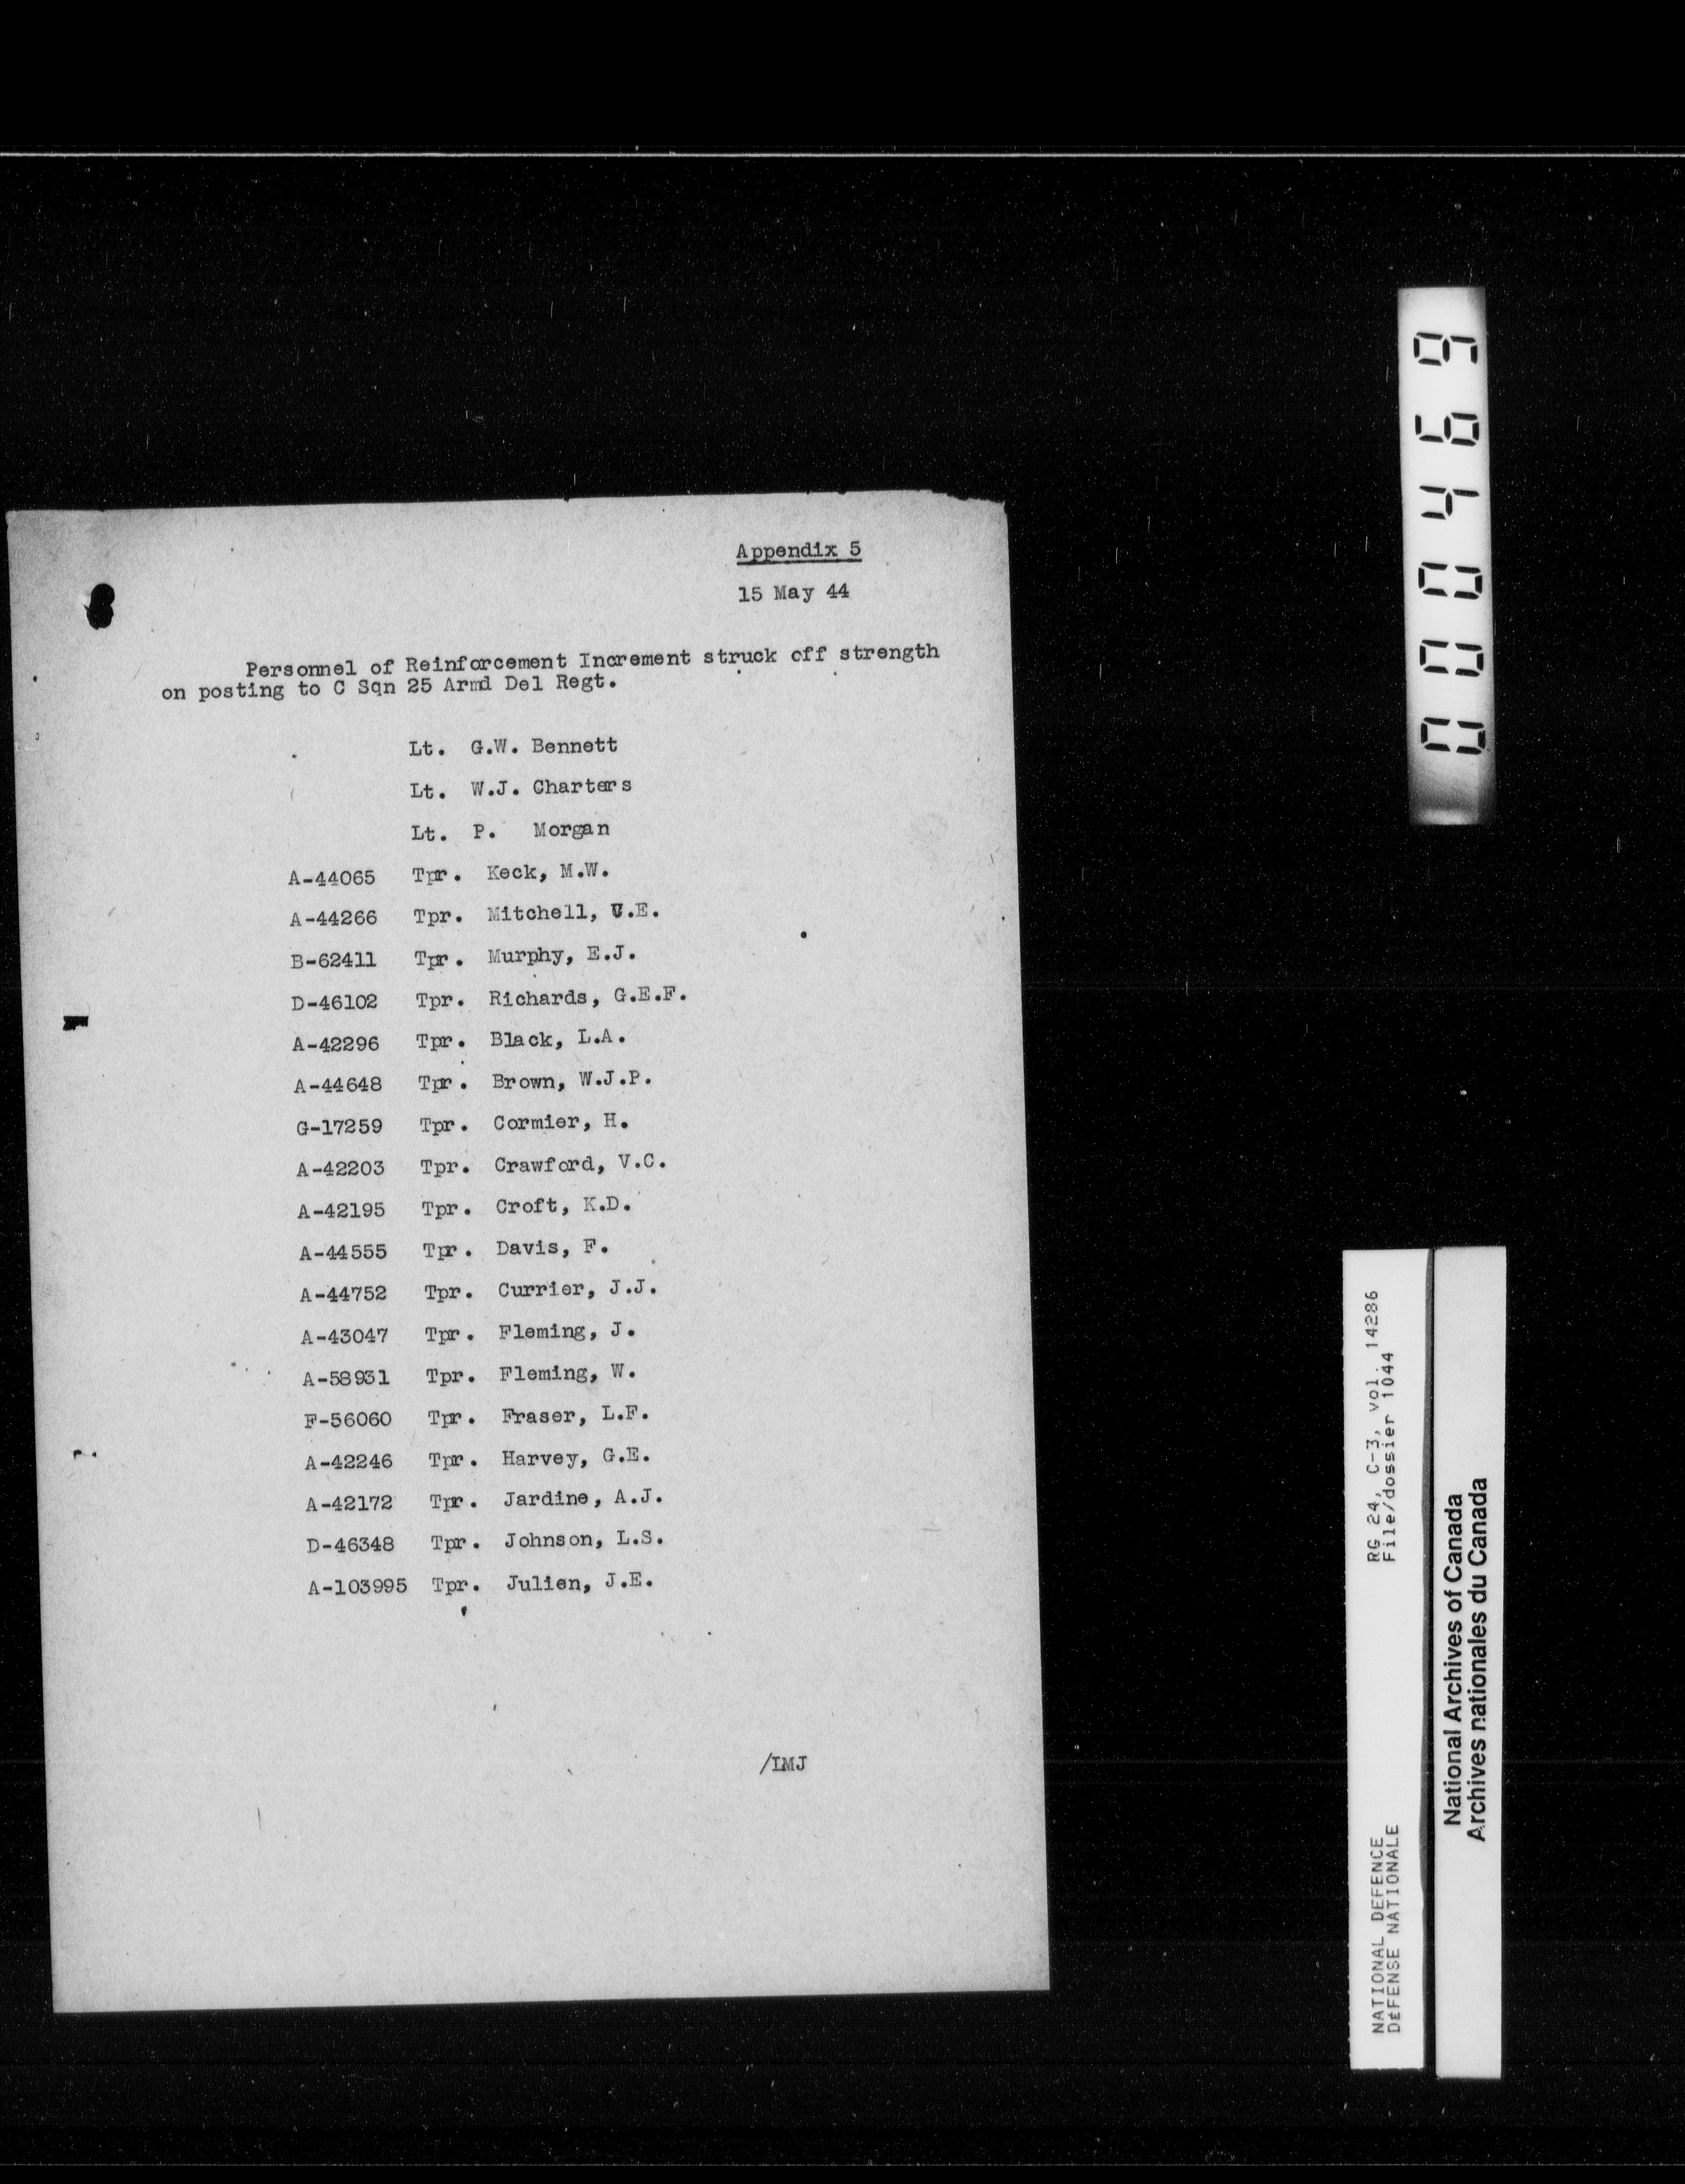 Appendix 5
15 May 44
Personnel of Reinforcement Increment struck off strength
on posting to C Sqn 25 Armd Del Regt.
Lt. G.W. Bennett
Lt. W.J. Charters
Lt. P. Morgan
A-44065 Tpr. Keck, M.W.
A-44266 Tpr. Mitchell, .E.
B-62411 Tpr. Murphy, E.J.
D-46102 Tpr. Richards, G.E.F.
A-42296 Tpr. Black, L.A.
A-44648 Tpr. Brown, W.J.P.
G-17259 Tpr. Cormier, H.
A-42203 Tpr. Crawford, V.C.
A-42195 Tpr. Croft, K.D.
A-44555 Tpr. Davis, F.
A-44752 Tpr. Currier, J.J.
A-43047 Tpr. Fleming, J.
A-58931 Tpr. Fleming, W.
F-56060 Tpr. Fraser, L.F.
A-42246 Tpr. Harvey, G.E.
A-42172 Tpr. Jardine, A.J.
D-46348 Tpr. Johnson, L.S.
A-103995 Tpr. Julien, J.E.
/LMJ
000469
NATIONAL DEFENCE RG 24, C-3, vol. 14286
DÉFENSE NATIONALE File/dossier 1044
National Archives of Canada
Archives nationales du Canada